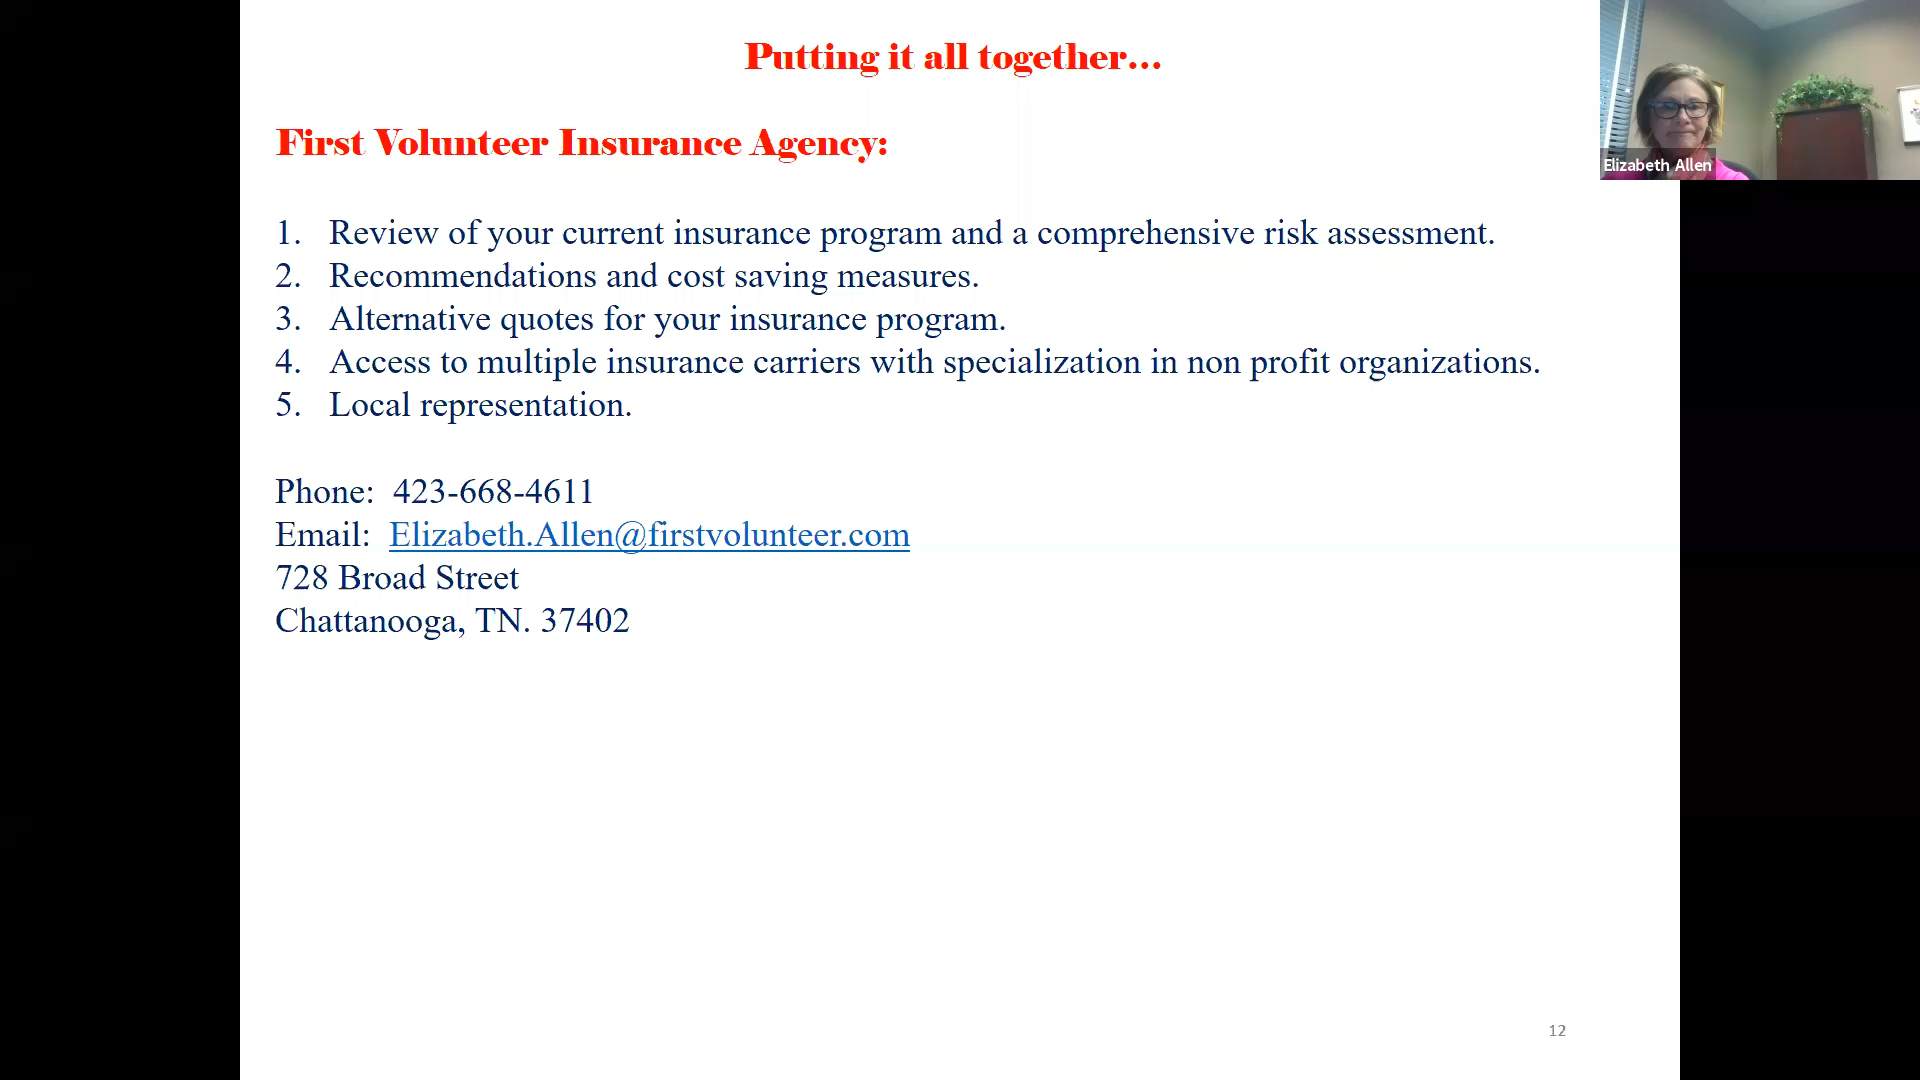 Putting it all together...
First Volunteer Insurance Agency:
1. Review of your current insurance program and a comprehensive risk assessment.
2. Recommendations and cost saving measures.
3. Alternative quotes for your insurance program.
4. Access to multiple insurance carriers with specialization in non profit organizations.
5. Local representation.
Phone: 423-668-4611
Email: Elizabeth.Allen@firstvolunteer.com
728 Broad Street
Chattanooga, TN. 37402
12
Elizabeth Allen